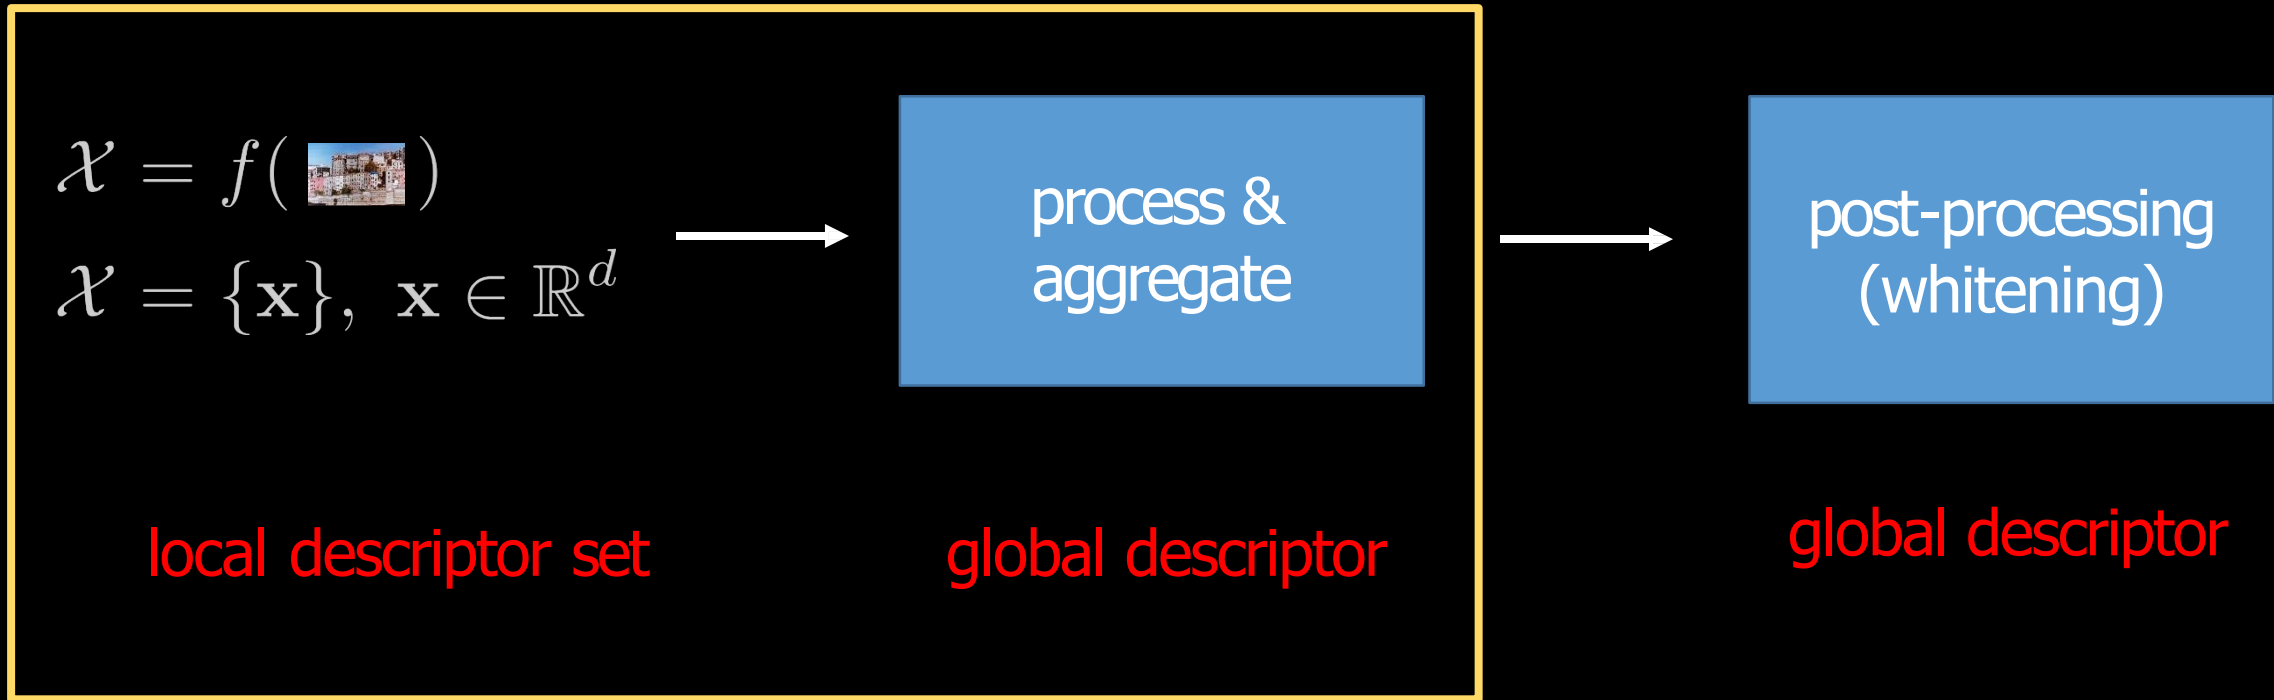 𝒳 = f( )
𝒳 = {𝐱}, 𝐱 ∈ ℝ^d
process &
aggregate
post-processing
(whitening)
local descriptor set
global descriptor
global descriptor